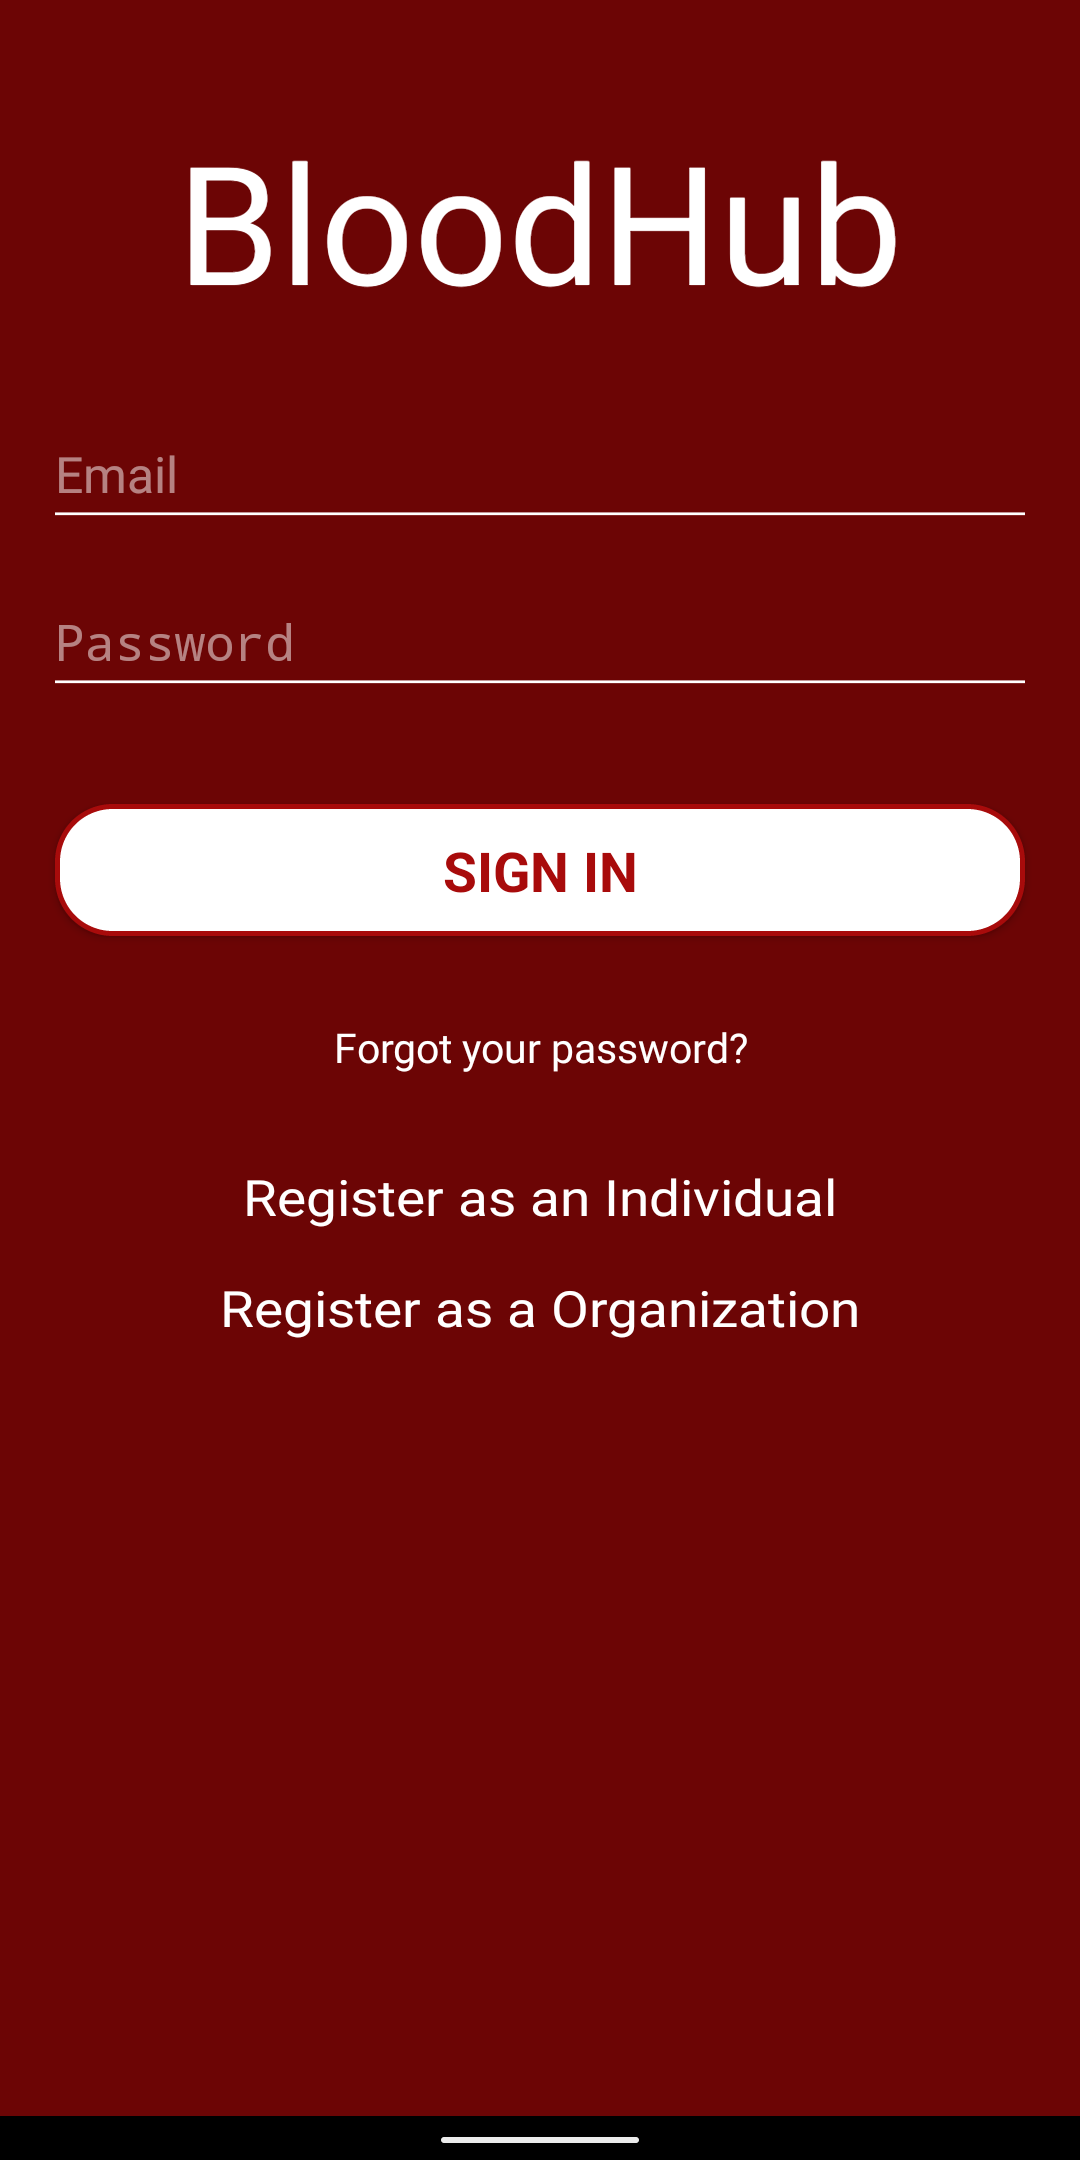 BloodHub
Email
Password
SIGN IN
Forgot your password?
Register as an Individual
Register as a Organization